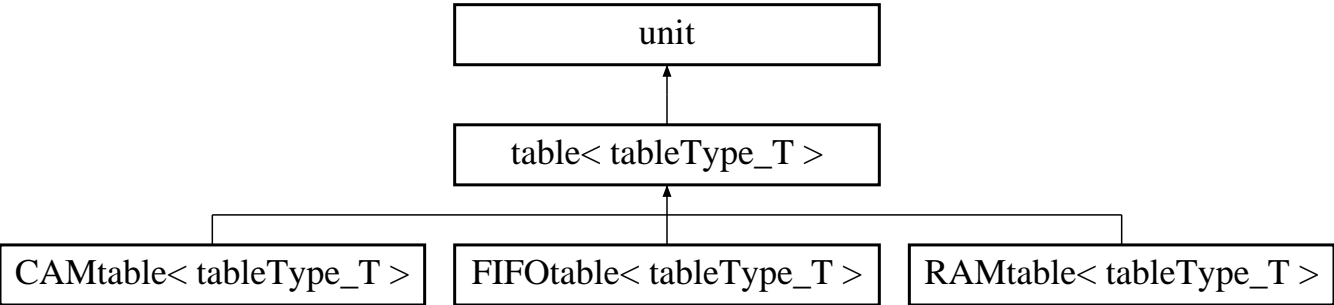 unit
table< tableType_T >
CAMtable< tableType_T >
FIFOtable< tableType_T >
RAMtable< tableType_T >